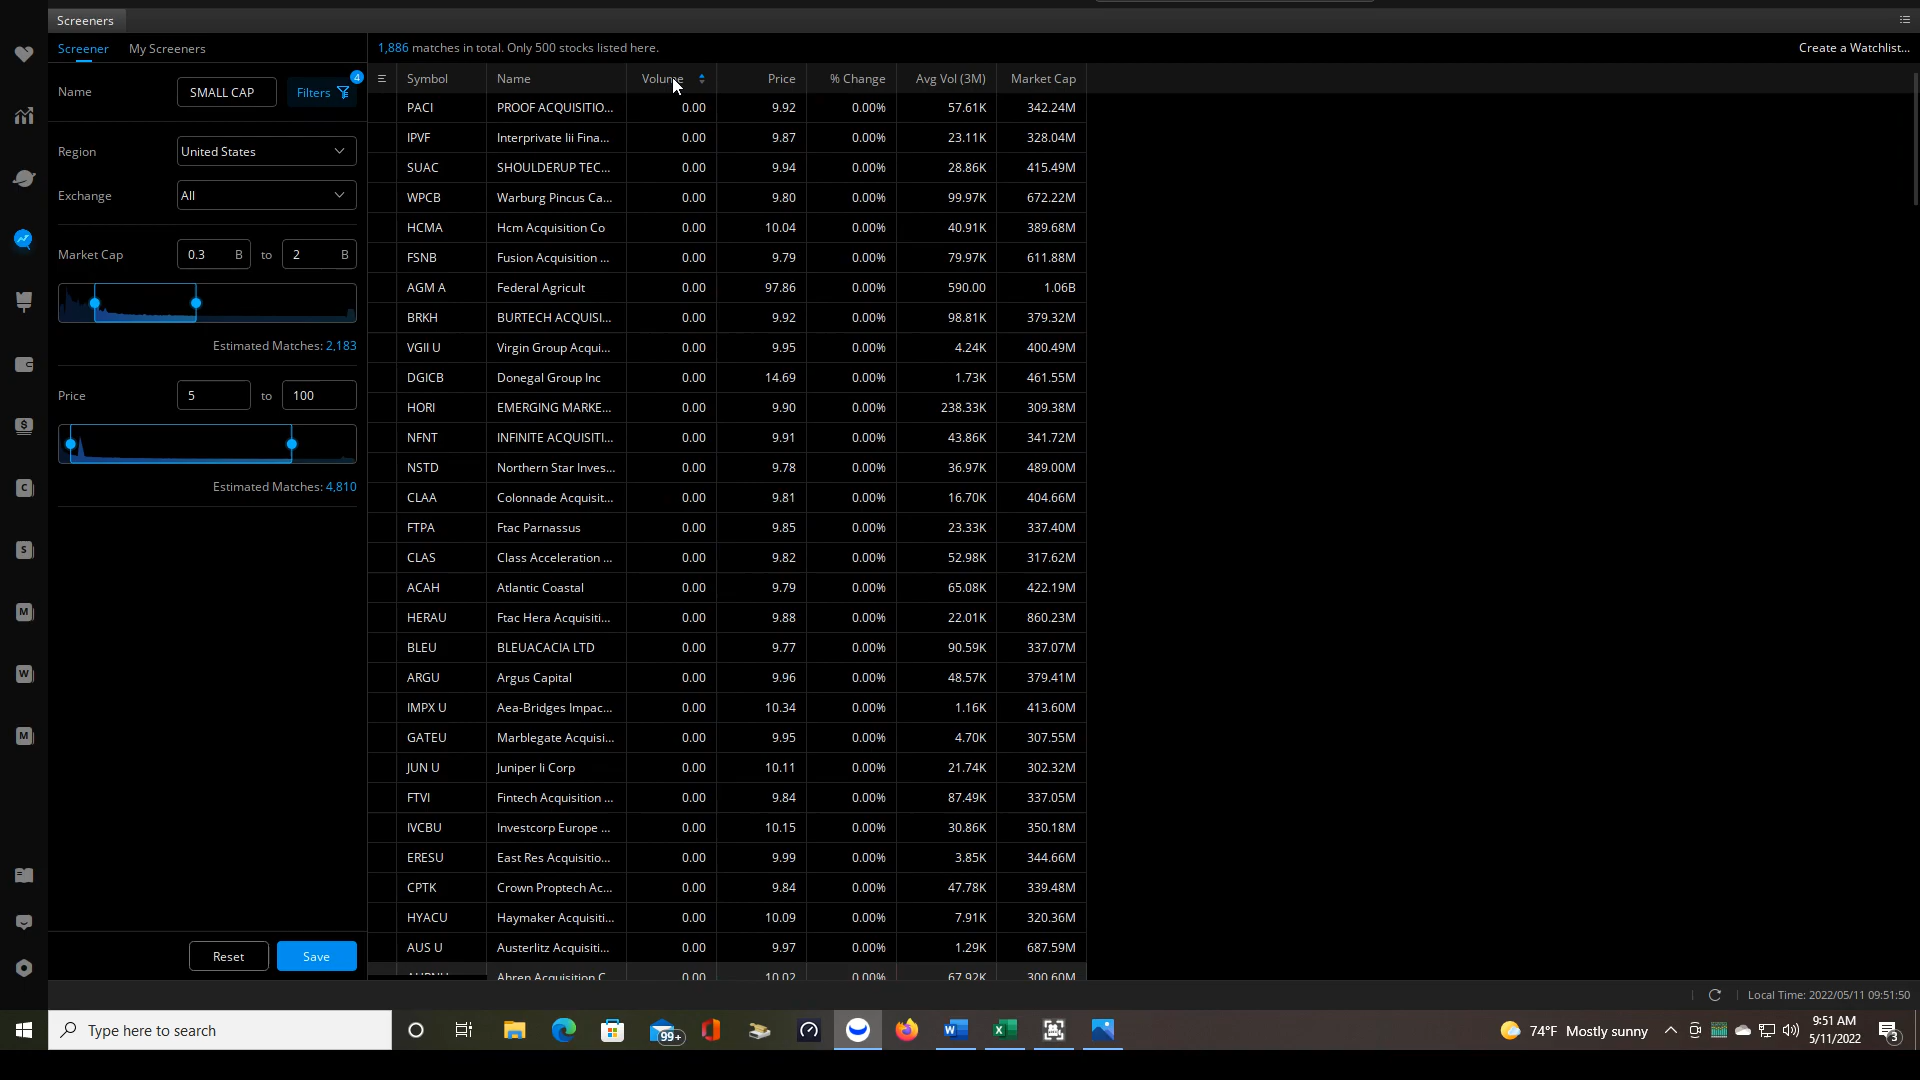 Screeners
Screener My Screeners
1,886 matches in total. Only 500 stocks listed here.
Create a Watchlist...
Name SMALL CAP Filters 4
Region United States
Exchange All
Market Cap 0.3 B to 2 B
Estimated Matches: 2,183
Price 5 to 100
Estimated Matches: 4,810
Reset Save
Symbol Name Volume Price % Change Avg Vol (3M) Market Cap
PACI PROOF ACQUISITIO... 0.00 9.92 0.00% 57.61K 342.24M
IPVF Interprivate Iii Fina... 0.00 9.87 0.00% 23.11K 328.04M
SUAC SHOULDERUP TEC... 0.00 9.94 0.00% 28.86K 415.49M
WPCB Warburg Pincus Ca... 0.00 9.80 0.00% 99.97K 672.22M
HCMA Hcm Acquisition Co 0.00 10.04 0.00% 40.91K 389.68M
FSNB Fusion Acquisition ... 0.00 9.79 0.00% 79.97K 611.88M
AGM A Federal Agricult 0.00 97.86 0.00% 590.00 1.06B
BRKH BURTECH ACQUISI... 0.00 9.92 0.00% 98.81K 379.32M
VGII U Virgin Group Acqui... 0.00 9.95 0.00% 4.24K 400.49M
DGICB Donegal Group Inc 0.00 14.69 0.00% 1.73K 461.55M
HORI EMERGING MARKE... 0.00 9.90 0.00% 238.33K 309.38M
NFNT INFINITE ACQUISITI... 0.00 9.91 0.00% 43.86K 341.72M
NSTD Northern Star Inves... 0.00 9.78 0.00% 36.97K 489.00M
CLAA Colonnade Acquisit... 0.00 9.81 0.00% 16.70K 404.66M
FTPA Ftac Parnassus 0.00 9.85 0.00% 23.33K 337.40M
CLAS Class Acceleration ... 0.00 9.82 0.00% 52.98K 317.62M
ACAH Atlantic Coastal 0.00 9.79 0.00% 65.08K 422.19M
HERAU Ftac Hera Acquisiti... 0.00 9.88 0.00% 22.01K 860.23M
BLEU BLEUACACIA LTD 0.00 9.77 0.00% 90.59K 337.07M
ARGU Argus Capital 0.00 9.96 0.00% 48.57K 379.41M
IMPX U Aea-Bridges Impac... 0.00 10.34 0.00% 1.16K 413.60M
GATEU Marblegate Acquisi... 0.00 9.95 0.00% 4.70K 307.55M
JUN U Juniper Ii Corp 0.00 10.11 0.00% 21.74K 302.32M
FTVI Fintech Acquisition ... 0.00 9.84 0.00% 87.49K 337.05M
IVCBU Investcorp Europe ... 0.00 10.15 0.00% 30.86K 350.18M
ERESU East Res Acquisitio... 0.00 9.99 0.00% 3.85K 344.66M
CPTK Crown Proptech Ac... 0.00 9.84 0.00% 47.78K 339.48M
HYACU Haymaker Acquisiti... 0.00 10.09 0.00% 7.91K 320.36M
AUS U Austerlitz Acquisiti... 0.00 9.97 0.00% 1.29K 687.59M
Ahren Acquisition C 0.00 10.02 0.00% 67.92K 300.60M
C
S
M
W
M
Local Time: 2022/05/11 09:51:50
Type here to search
99+
74°F Mostly sunny
9:51 AM
5/11/2022
3